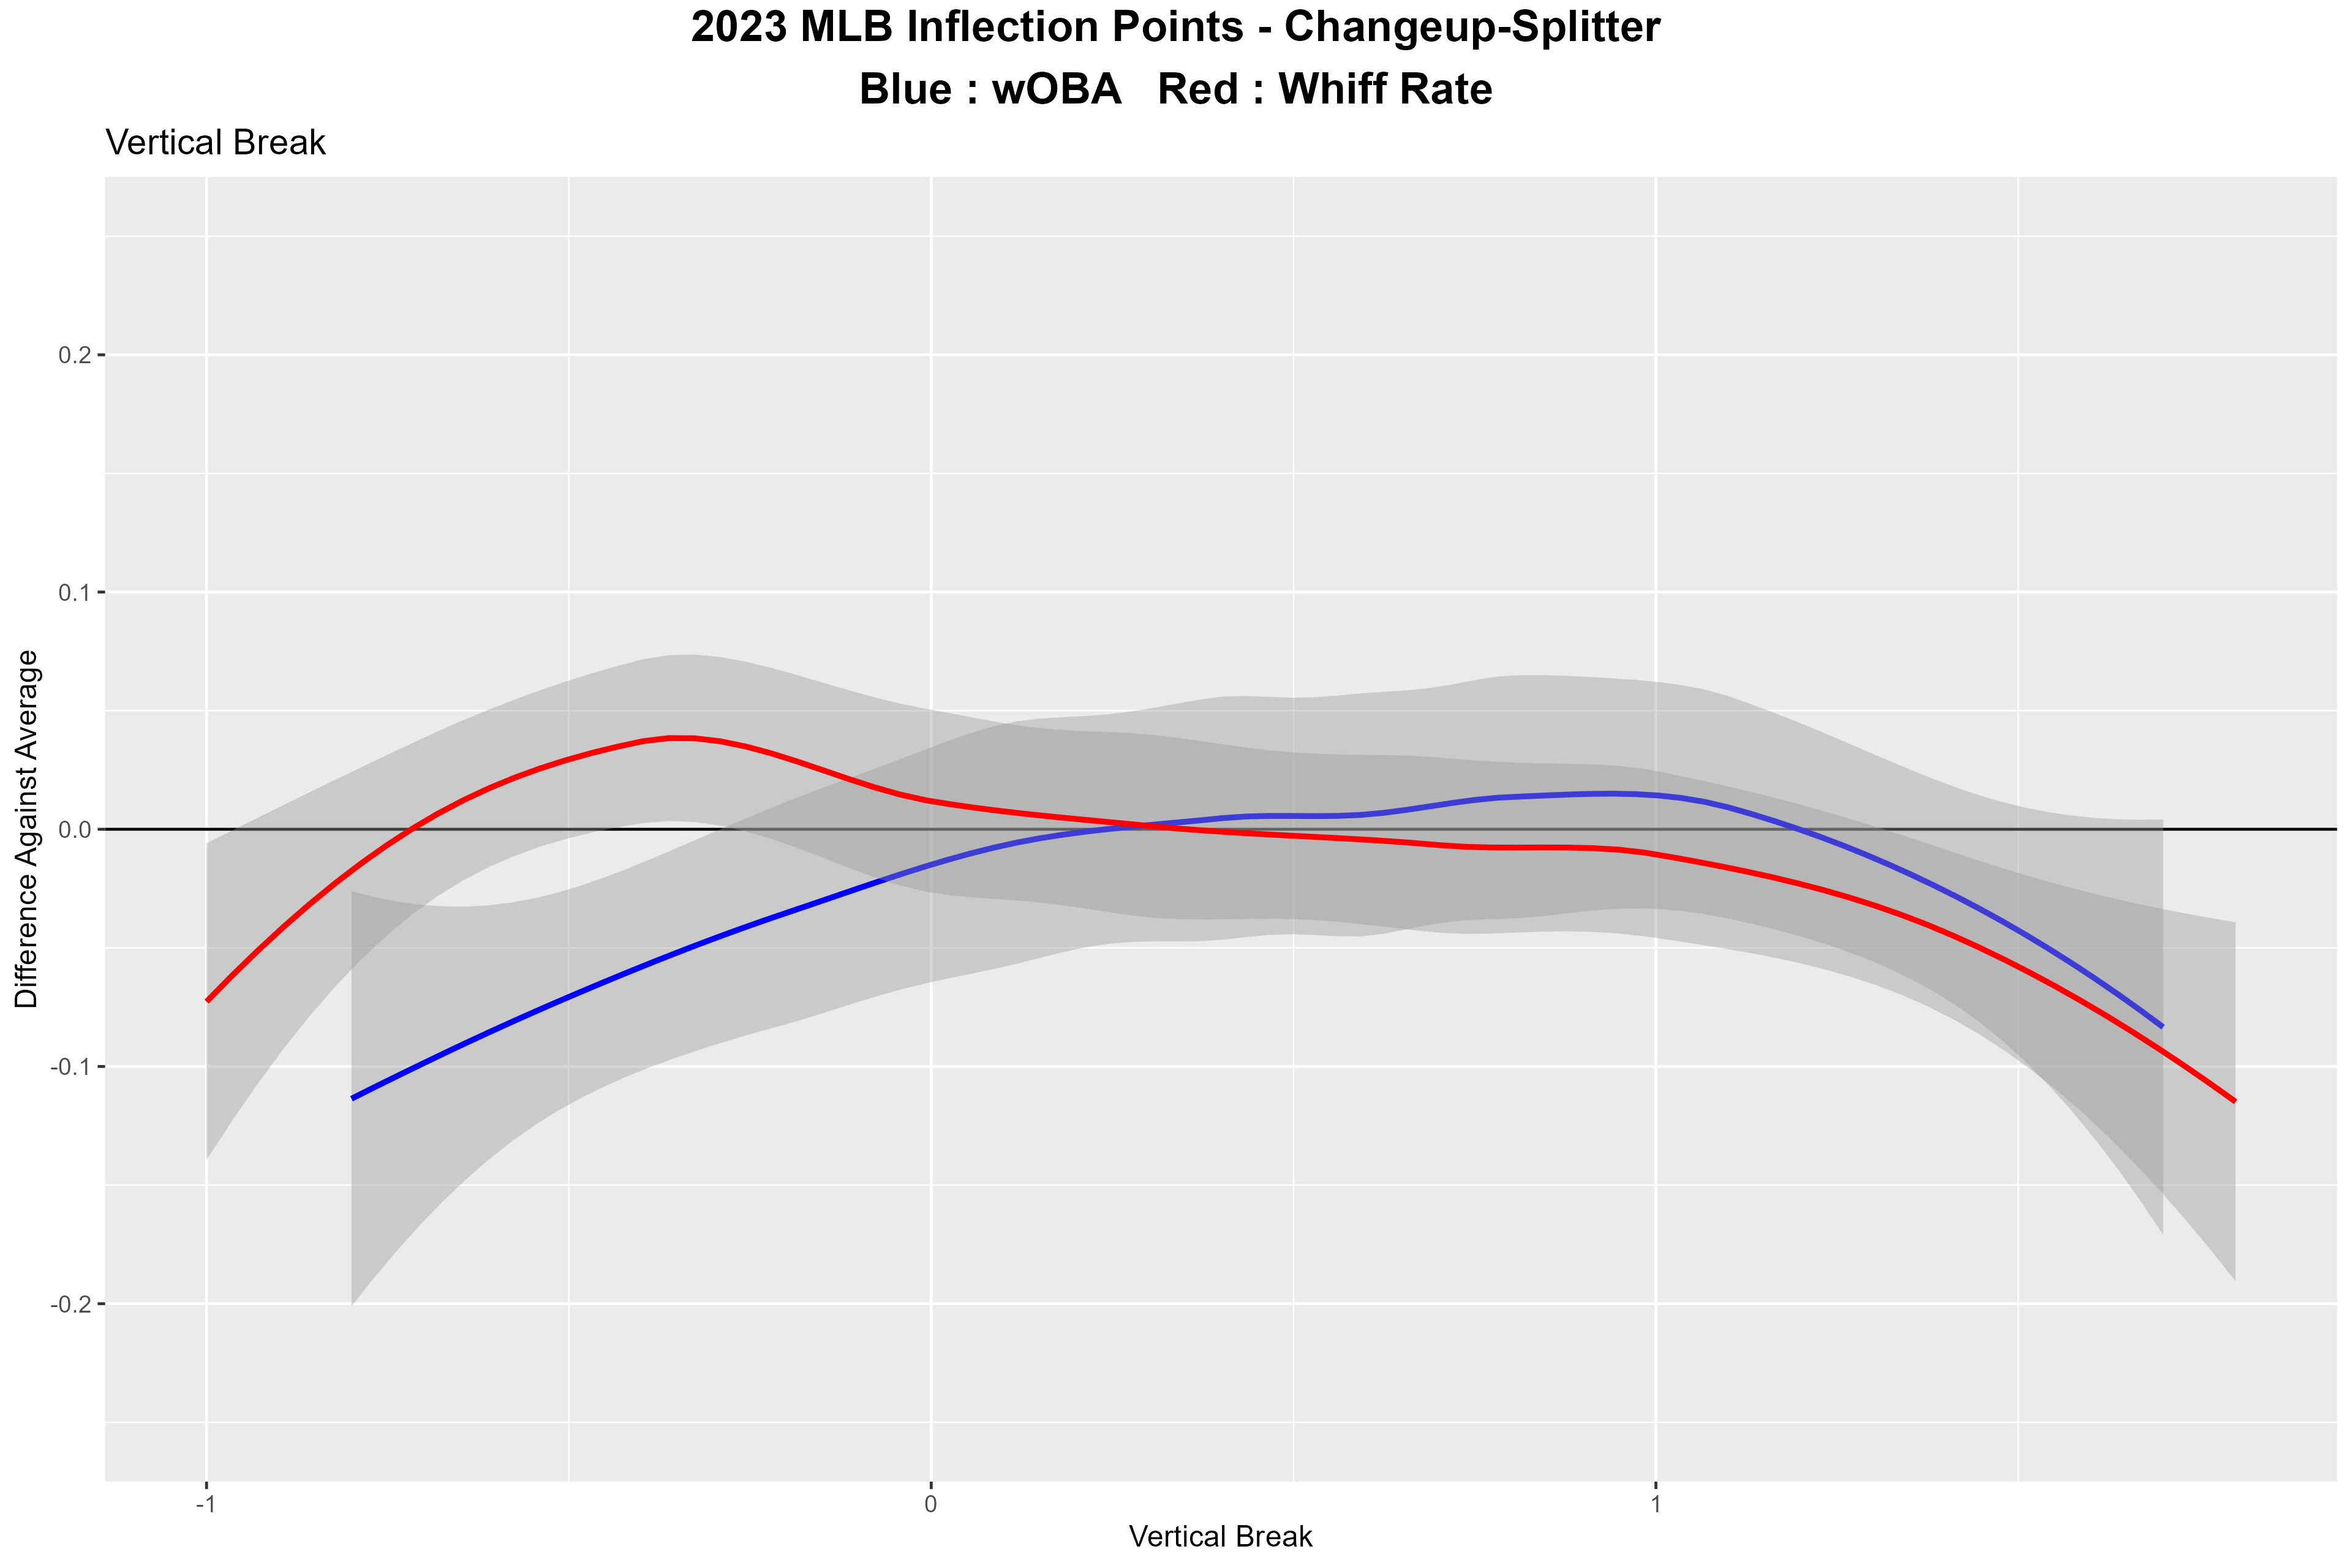 2023 MLB Inflection Points - Changeup-Splitter
Blue : wOBA   Red : Whiff Rate
Vertical Break
Difference Against Average
0.2
0.1
0.0
-0.1
-0.2
-1
0
1
Vertical Break